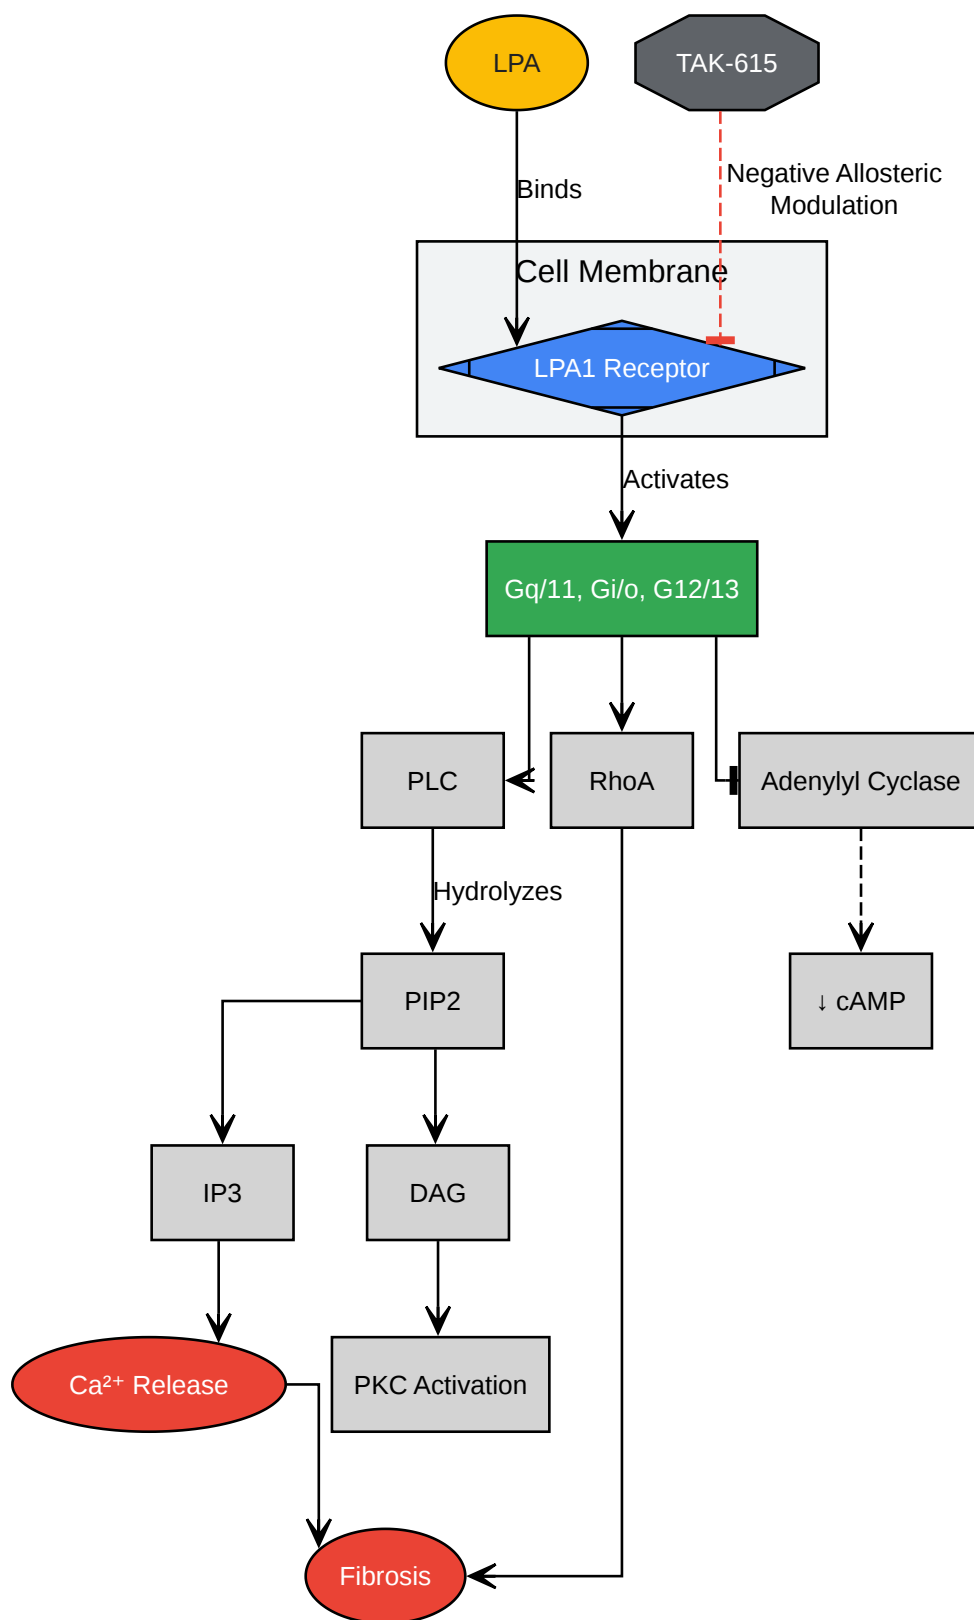 LPA
TAK-615
Binds
Negative Allosteric
Modulation
Cell Membrane
LPA1 Receptor
Activates
Gq/11, Gi/o, G12/13
PLC
RhoA
Adenylyl Cyclase
Hydrolyzes
PIP2
↓ cAMP
IP3
DAG
Ca²⁺ Release
PKC Activation
Fibrosis